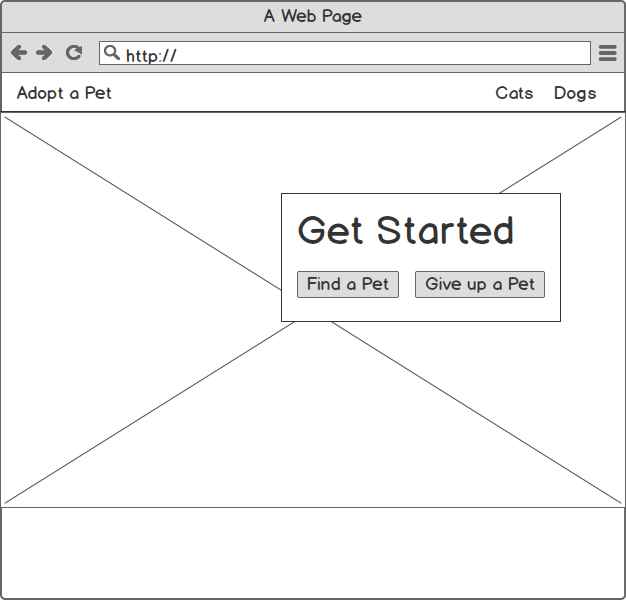 A Web Page
http://
Adopt a Pet Cats Dogs
Get Started
Find a Pet Give up a Pet